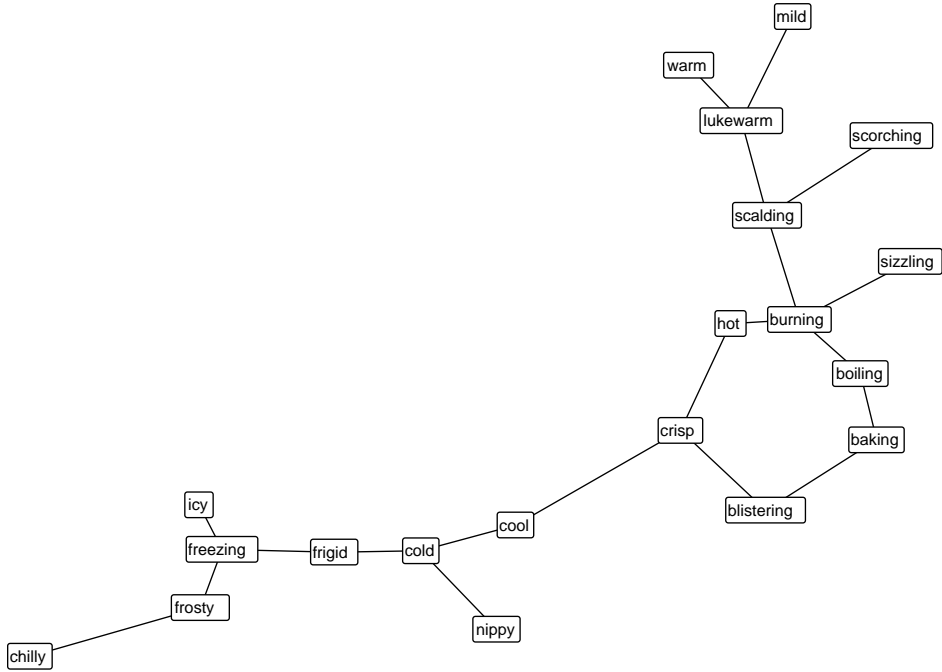 mild
warm
lukewarm
scorching
scalding
sizzling
hot
burning
boiling
crisp
baking
icy
blistering
cool
freezing
frigid
cold
frosty
nippy
chilly